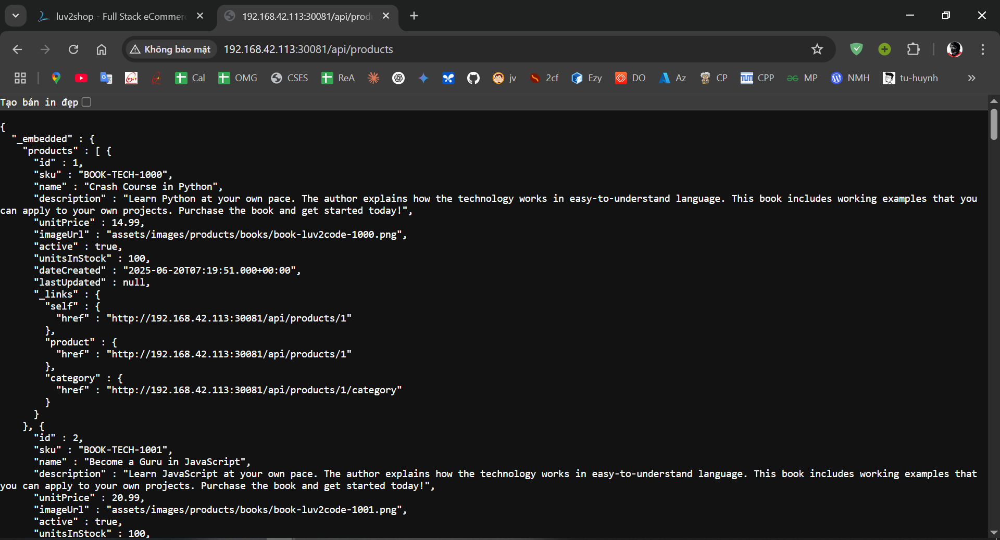 luv2shop - Full Stack eCommer
192.168.42.113:30081/api/prod
Không bảo mật
192.168.42.113:30081/api/products
Cal
OMG
CSES
ReA
jv
2cf
Ezy
DO
Az
CP
CPP
MP
NMH
tu-huynh
Tạo bản in đẹp
{
  "_embedded" : {
    "products" : [ {
      "id" : 1,
      "sku" : "BOOK-TECH-1000",
      "name" : "Crash Course in Python",
      "description" : "Learn Python at your own pace. The author explains how the technology works in easy-to-understand language. This book includes working examples that you
can apply to your own projects. Purchase the book and get started today!",
      "unitPrice" : 14.99,
      "imageUrl" : "assets/images/products/books/book-luv2code-1000.png",
      "active" : true,
      "unitsInStock" : 100,
      "dateCreated" : "2025-06-20T07:19:51.000+00:00",
      "lastUpdated" : null,
      "_links" : {
        "self" : {
          "href" : "http://192.168.42.113:30081/api/products/1"
        },
        "product" : {
          "href" : "http://192.168.42.113:30081/api/products/1"
        },
        "category" : {
          "href" : "http://192.168.42.113:30081/api/products/1/category"
        }
      }
    }, {
      "id" : 2,
      "sku" : "BOOK-TECH-1001",
      "name" : "Become a Guru in JavaScript",
      "description" : "Learn JavaScript at your own pace. The author explains how the technology works in easy-to-understand language. This book includes working examples that
you can apply to your own projects. Purchase the book and get started today!",
      "unitPrice" : 20.99,
      "imageUrl" : "assets/images/products/books/book-luv2code-1001.png",
      "active" : true,
      "unitsInStock" : 100,